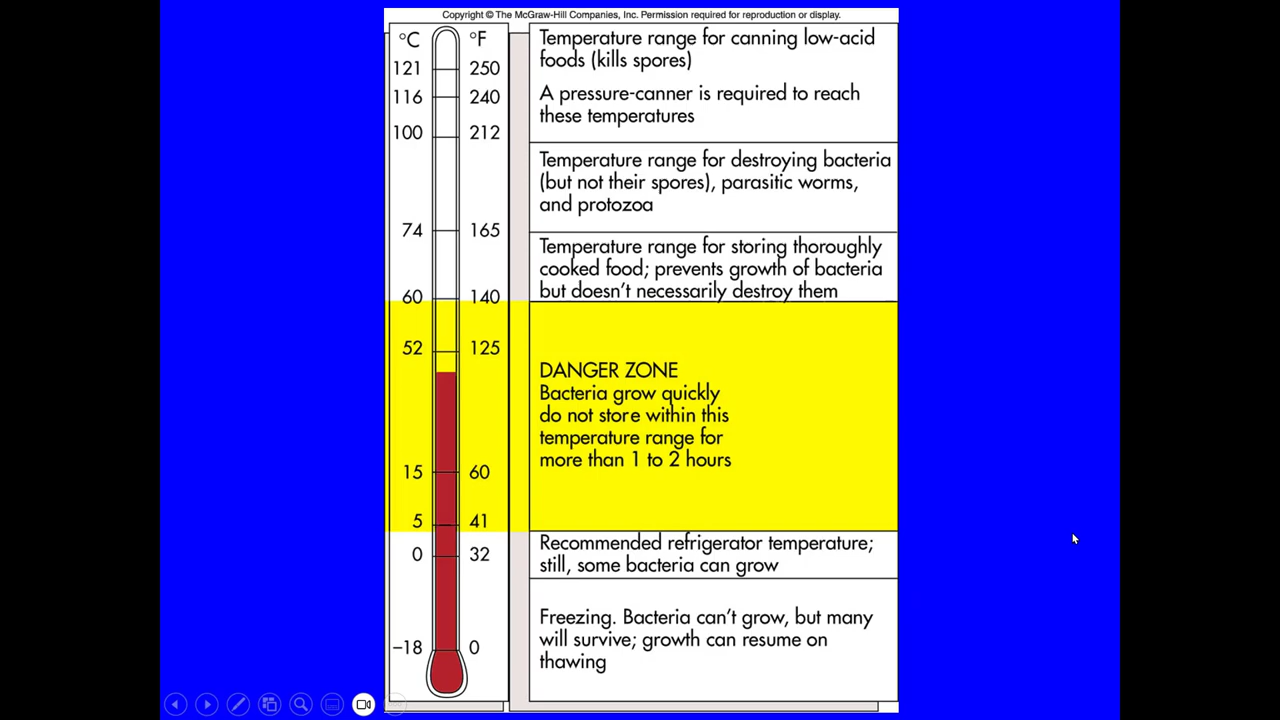 Copyright © The McGraw-Hill Companies, Inc. Permission required for reproduction or display.
°C °F
121 250
116 240
100 212
74 165
60 140
52 125
15 60
5 41
0 32
−18 0
Temperature range for canning low-acid
foods (kills spores)
A pressure-canner is required to reach
these temperatures
Temperature range for destroying bacteria
(but not their spores), parasitic worms,
and protozoa
Temperature range for storing thoroughly
cooked food; prevents growth of bacteria
but doesn't necessarily destroy them
DANGER ZONE
Bacteria grow quickly
do not store within this
temperature range for
more than 1 to 2 hours
Recommended refrigerator temperature;
still, some bacteria can grow
Freezing. Bacteria can't grow, but many
will survive; growth can resume on
thawing